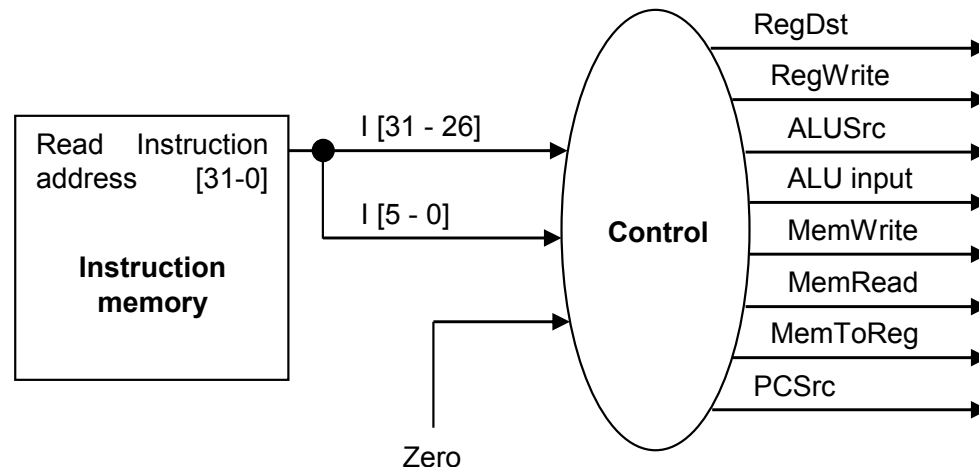 Read Instruction
address [31-0]
Instruction
memory
I [31 - 26]
I [5 - 0]
Zero
Control
RegDst
RegWrite
ALUSrc
ALU input
MemWrite
MemRead
MemToReg
PCSrc